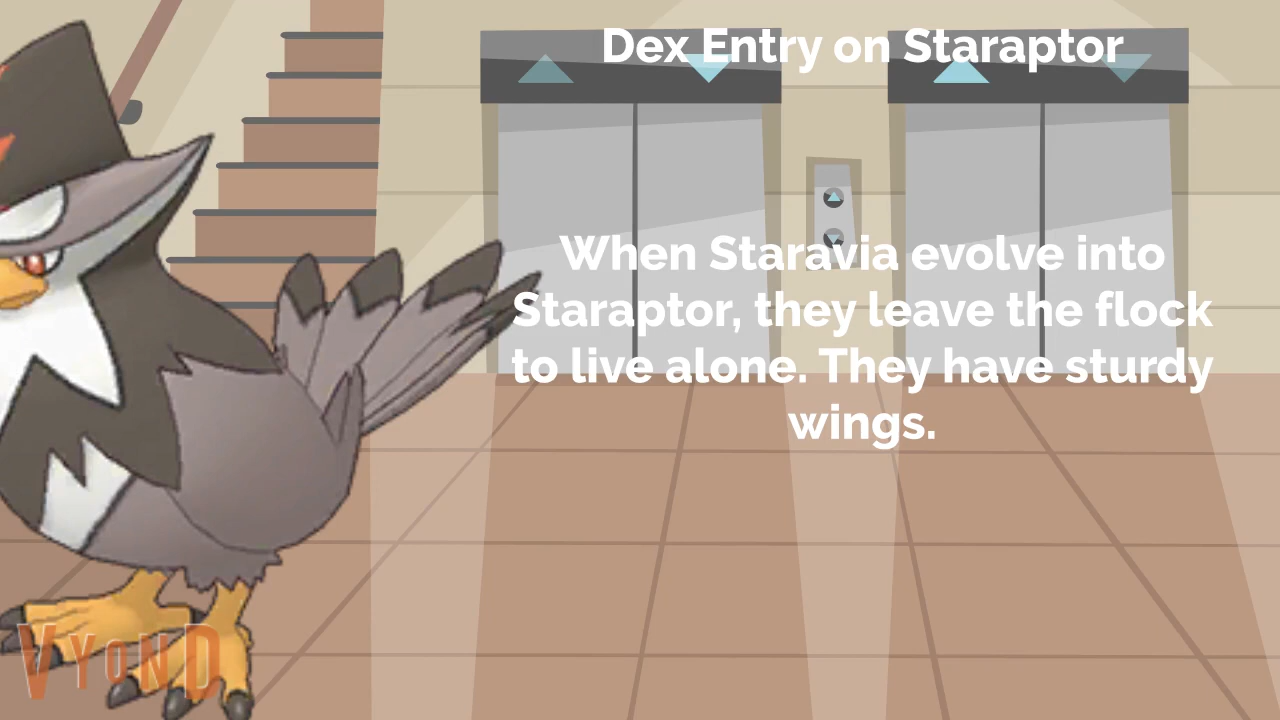 Dex Entry on Staraptor
When Staravia evolve into
Staraptor, they leave the flock
to live alone. They have sturdy
wings.
VYOND